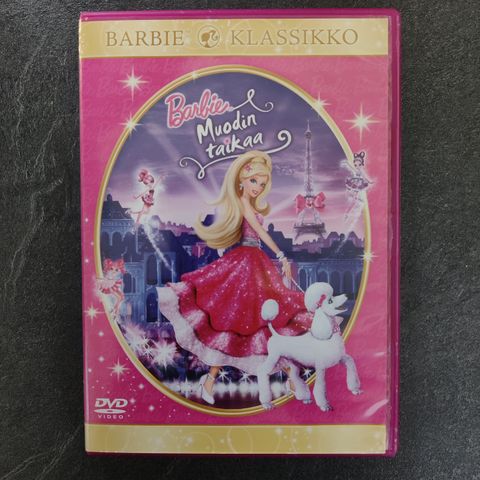 BARBIE KLASSIKKO
Barbie
Muodin
taikaa
DVD
VIDEO